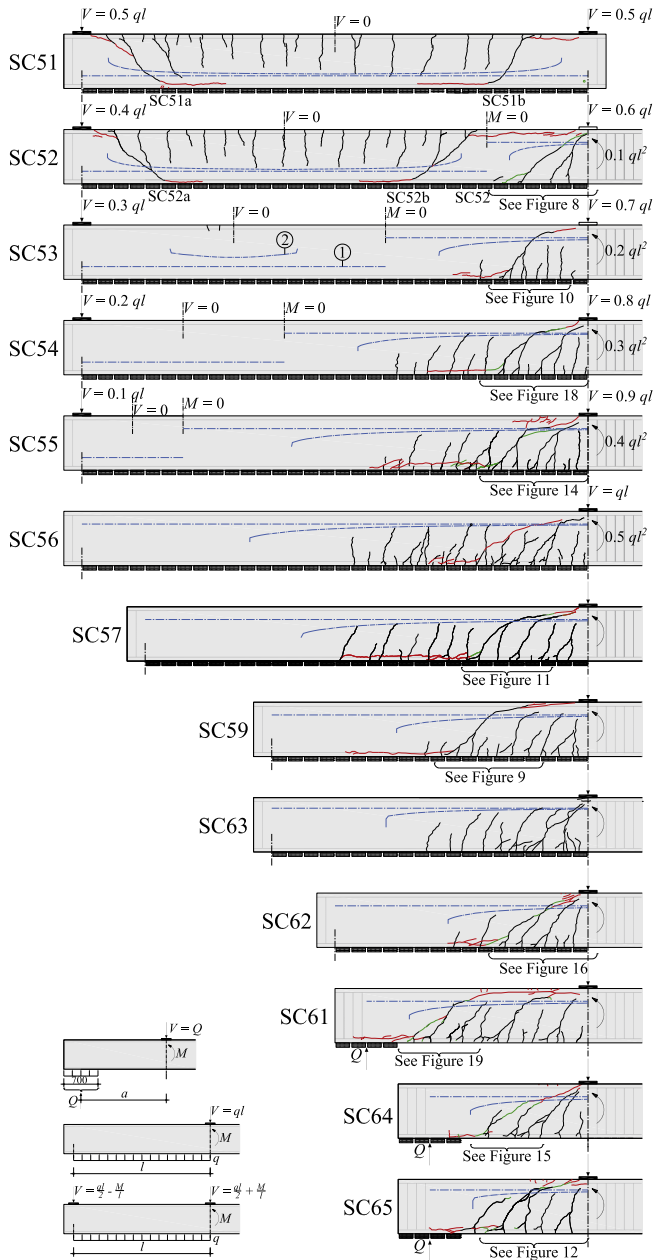 V = 0.5 ql V = 0 V = 0.5 ql
SC51
SC51a SC51b
V = 0.4 ql V = 0 M = 0 V = 0.6 ql
SC52 0.1 ql²
SC52a SC52b SC52
See Figure 8
V = 0.3 ql V = 0 M = 0 V = 0.7 ql
SC53 ② ① 0.2 ql²
See Figure 10
V = 0.2 ql V = 0 M = 0 V = 0.8 ql
SC54 0.3 ql²
See Figure 18
V = 0.1 ql V = 0 M = 0 V = 0.9 ql
SC55 0.4 ql²
See Figure 14
V = ql
SC56 0.5 ql²
SC57
See Figure 11
SC59
See Figure 9
SC63
SC62
See Figure 16
SC61
Q See Figure 19
V = Q
M
700
Q a
SC64
Q See Figure 15
V = ql
M
l q
SC65
Q See Figure 12
V = ql/2 - M/l V = ql/2 + M/l
M
l q